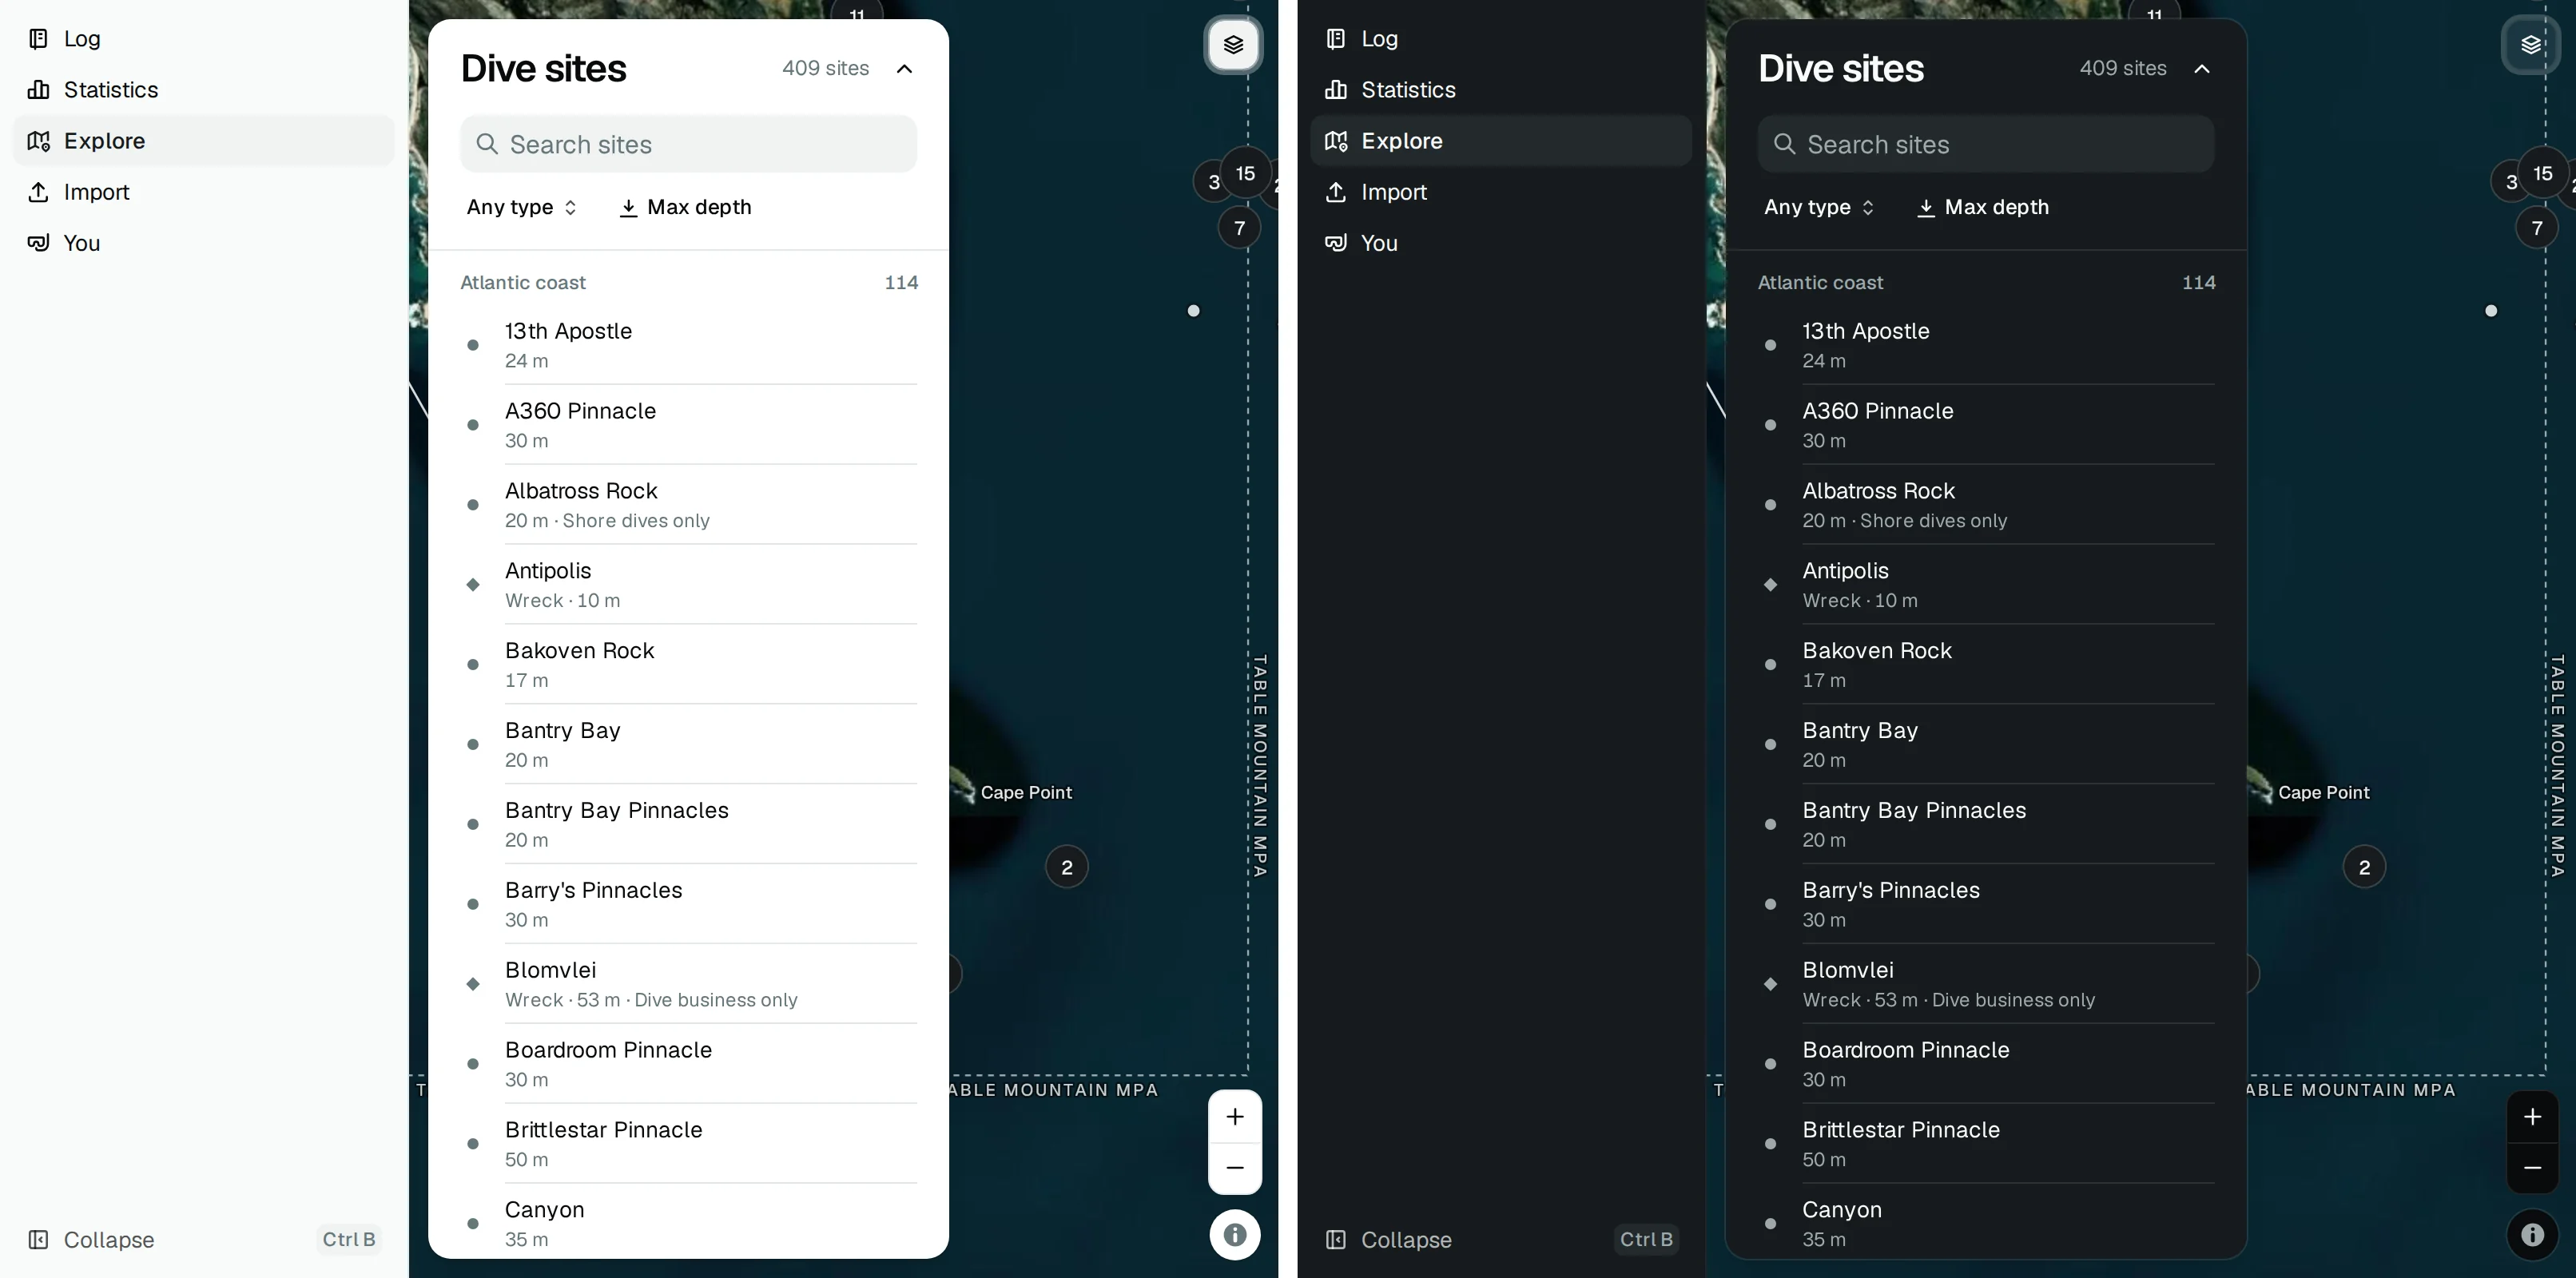 Log
Statistics
Explore
Import
You
Collapse
Ctrl B
11
Dive sites
409 sites
Search sites
Any type
Max depth
Atlantic coast
114
13th Apostle
24 m
A360 Pinnacle
30 m
Albatross Rock
20 m · Shore dives only
Antipolis
Wreck · 10 m
Bakoven Rock
17 m
Bantry Bay
20 m
Bantry Bay Pinnacles
20 m
Barry's Pinnacles
30 m
Blomvlei
Wreck · 53 m · Dive business only
Boardroom Pinnacle
30 m
Brittlestar Pinnacle
50 m
Canyon
35 m
3
15
2
7
TABLE MOUNTAIN MPA
Cape Point
2
T
ABLE MOUNTAIN MPA
Log
Statistics
Explore
Import
You
Collapse
Ctrl B
11
Dive sites
409 sites
Search sites
Any type
Max depth
Atlantic coast
114
13th Apostle
24 m
A360 Pinnacle
30 m
Albatross Rock
20 m · Shore dives only
Antipolis
Wreck · 10 m
Bakoven Rock
17 m
Bantry Bay
20 m
Bantry Bay Pinnacles
20 m
Barry's Pinnacles
30 m
Blomvlei
Wreck · 53 m · Dive business only
Boardroom Pinnacle
30 m
Brittlestar Pinnacle
50 m
Canyon
35 m
3
15
2
7
TABLE MOUNTAIN MPA
Cape Point
2
T
ABLE MOUNTAIN MPA